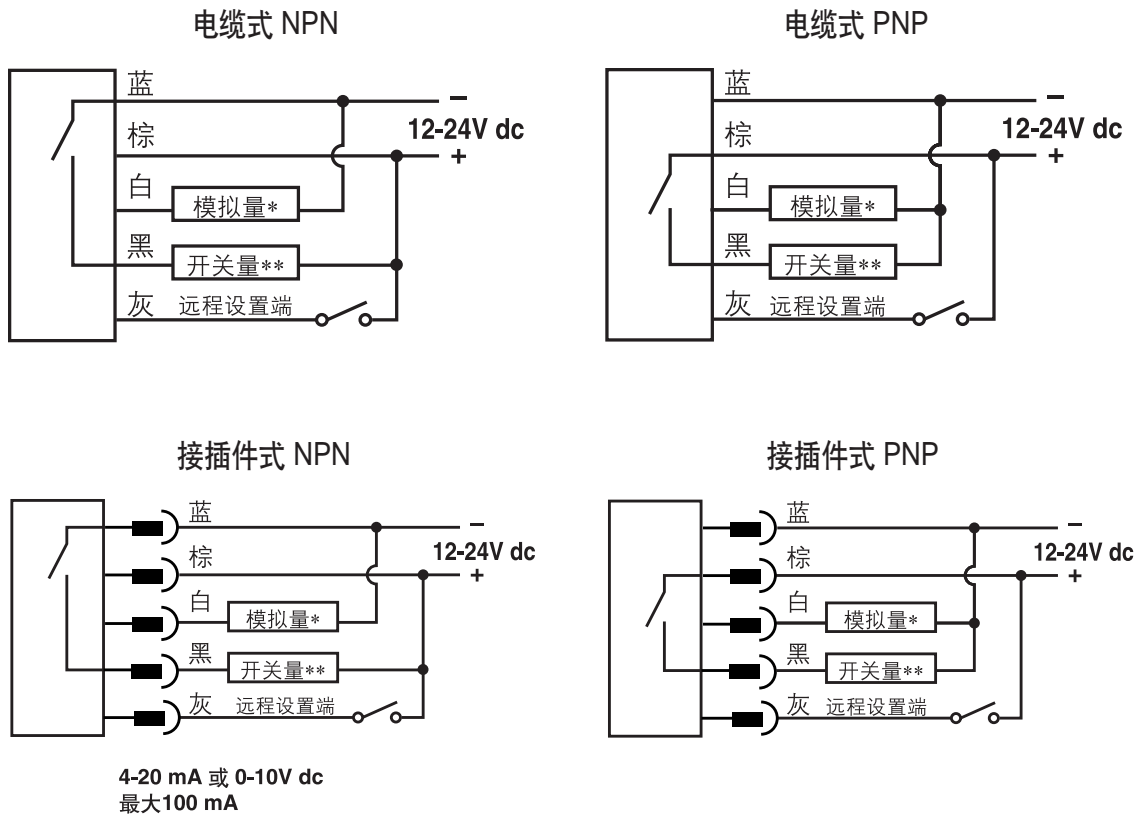 电缆式 NPN
蓝
−
12-24V dc
棕
+
白
模拟量*
黑
开关量**
灰
远程设置端
电缆式 PNP
蓝
−
12-24V dc
棕
+
白
模拟量*
黑
开关量**
灰
远程设置端
接插件式 NPN
蓝
−
12-24V dc
棕
+
白
模拟量*
黑
开关量**
灰
远程设置端
接插件式 PNP
蓝
−
12-24V dc
棕
+
白
模拟量*
黑
开关量**
灰
远程设置端
4-20 mA 或 0-10V dc
最大100 mA